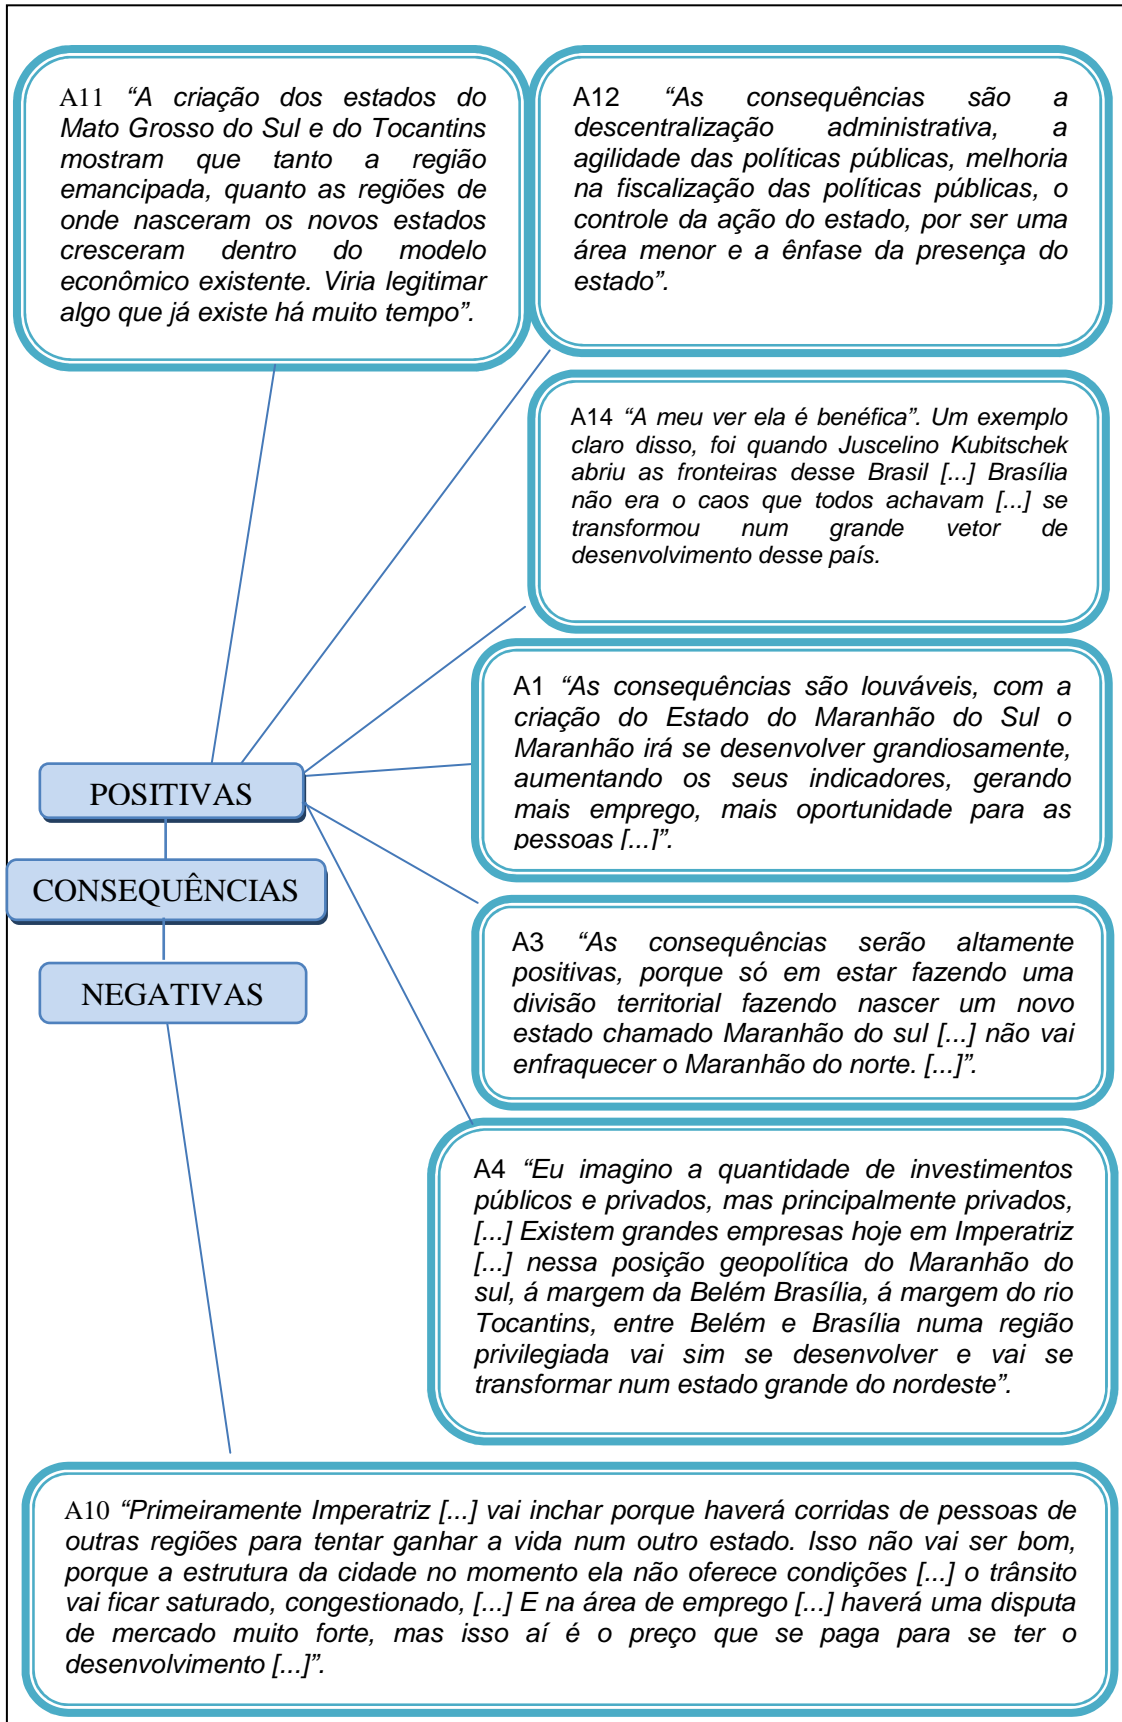 A11 “A criação dos estados do
Mato Grosso do Sul e do Tocantins
mostram que tanto a região
emancipada, quanto as regiões de
onde nasceram os novos estados
cresceram dentro do modelo
econômico existente. Viria legitimar
algo que já existe há muito tempo”.
A12 “As consequências são a
descentralização administrativa, a
agilidade das políticas públicas, melhoria
na fiscalização das políticas públicas, o
controle da ação do estado, por ser uma
área menor e a ênfase da presença do
estado”.
A14 “A meu ver ela é benéfica”. Um exemplo
claro disso, foi quando Juscelino Kubitschek
abriu as fronteiras desse Brasil [...] Brasília
não era o caos que todos achavam [...] se
transformou num grande vetor de
desenvolvimento desse país.
A1 “As consequências são louváveis, com a
criação do Estado do Maranhão do Sul o
Maranhão irá se desenvolver grandiosamente,
aumentando os seus indicadores, gerando
mais emprego, mais oportunidade para as
pessoas [...]”.
POSITIVAS
CONSEQUÊNCIAS
NEGATIVAS
A3 “As consequências serão altamente
positivas, porque só em estar fazendo uma
divisão territorial fazendo nascer um novo
estado chamado Maranhão do sul [...] não vai
enfraquecer o Maranhão do norte. [...]”.
A4 “Eu imagino a quantidade de investimentos
públicos e privados, mas principalmente privados,
[...] Existem grandes empresas hoje em Imperatriz
[...] nessa posição geopolítica do Maranhão do
sul, á margem da Belém Brasília, á margem do rio
Tocantins, entre Belém e Brasília numa região
privilegiada vai sim se desenvolver e vai se
transformar num estado grande do nordeste”.
A10 “Primeiramente Imperatriz [...] vai inchar porque haverá corridas de pessoas de
outras regiões para tentar ganhar a vida num outro estado. Isso não vai ser bom,
porque a estrutura da cidade no momento ela não oferece condições [...] o trânsito
vai ficar saturado, congestionado, [...] E na área de emprego [...] haverá uma disputa
de mercado muito forte, mas isso aí é o preço que se paga para se ter o
desenvolvimento [...]”.